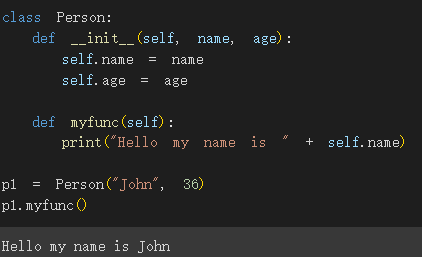 class Person:
    def __init__(self, name, age):
        self.name = name
        self.age = age

    def myfunc(self):
        print("Hello my name is " + self.name)

p1 = Person("John", 36)
p1.myfunc()

Hello my name is John